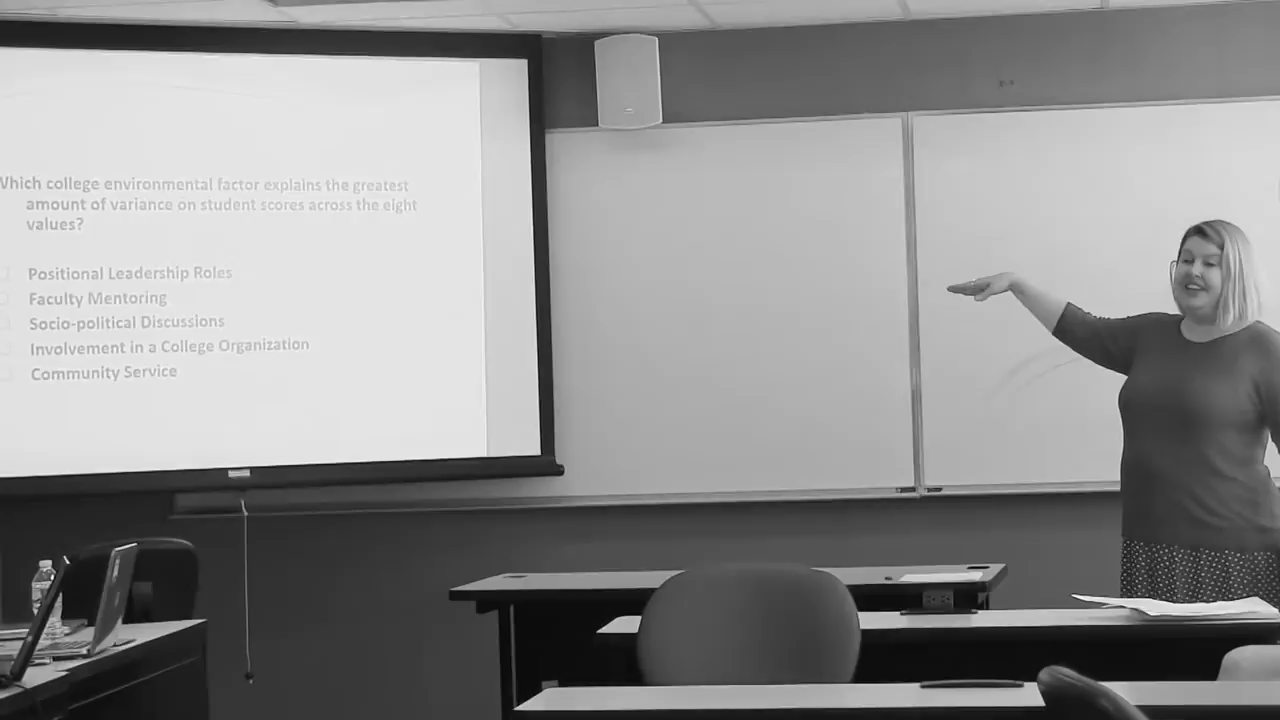 Which college environmental factor explains the greatest
amount of variance on student scores across the eight
values?
Positional Leadership Roles
Faculty Mentoring
Socio-political Discussions
Involvement in a College Organization
Community Service